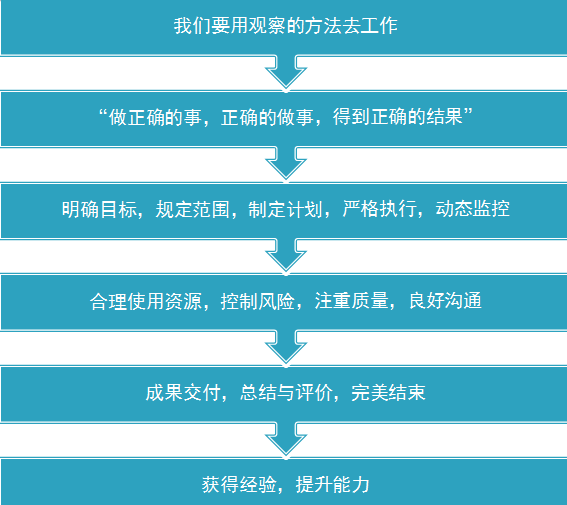 我们要用观察的方法去工作
“做正确的事，正确的做事，得到正确的结果”
明确目标，规定范围，制定计划，严格执行，动态监控
合理使用资源，控制风险，注重质量，良好沟通
成果交付，总结与评价，完美结束
获得经验，提升能力